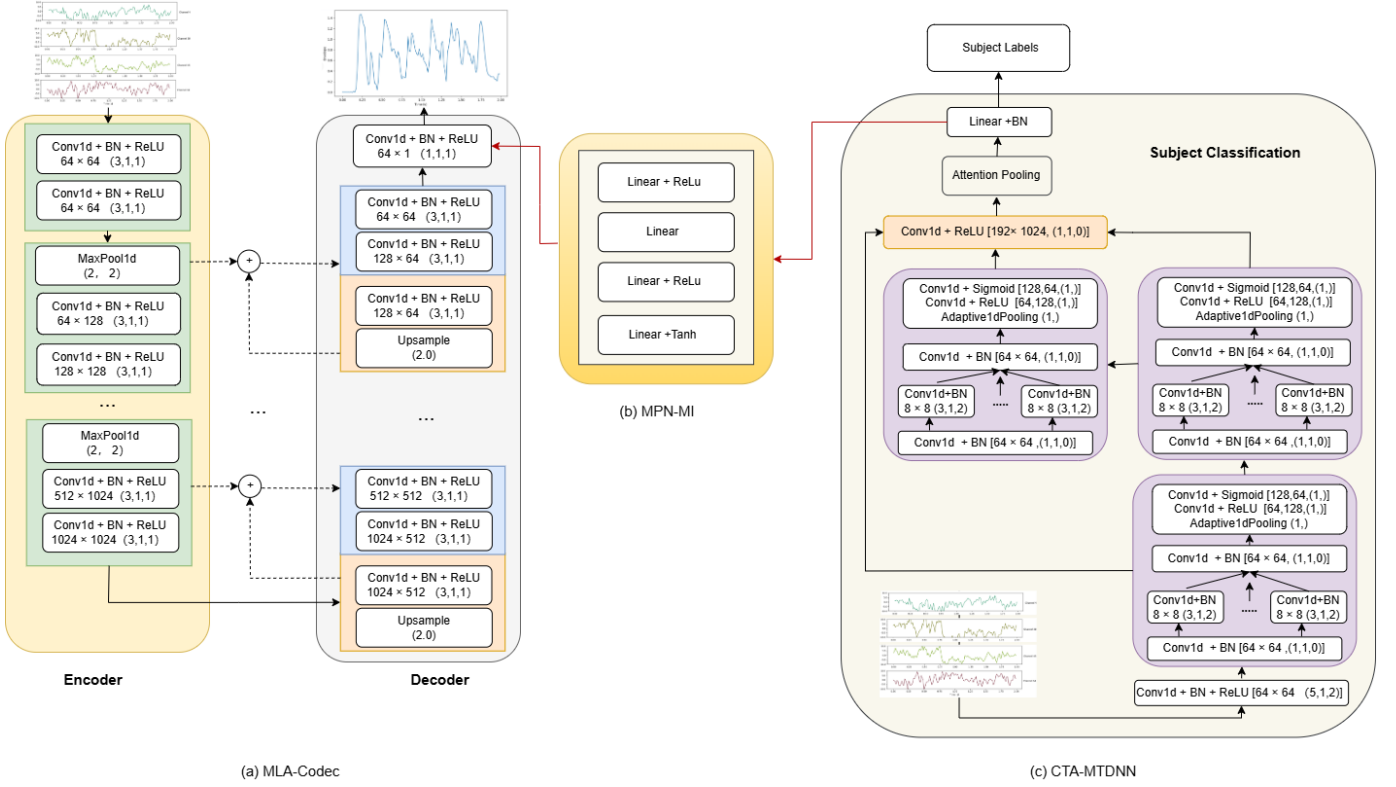 Conv1d + BN + ReLU
64 × 64 (3,1,1)
Conv1d + BN + ReLU
64 × 64 (3,1,1)
MaxPool1d
(2, 2)
Conv1d + BN + ReLU
64 × 128 (3,1,1)
Conv1d + BN + ReLU
128 × 128 (3,1,1)
...
MaxPool1d
(2, 2)
Conv1d + BN + ReLU
512 × 1024 (3,1,1)
Conv1d + BN + ReLU
1024 × 1024 (3,1,1)
Encoder
+
...
+
Conv1d + BN + ReLU
64 × 1 (1,1,1)
Conv1d + BN + ReLU
64 × 64 (3,1,1)
Conv1d + BN + ReLU
128 × 64 (3,1,1)
Conv1d + BN + ReLU
128 × 64 (3,1,1)
Upsample
(2.0)
...
Conv1d + BN + ReLU
512 × 512 (3,1,1)
Conv1d + BN + ReLU
1024 × 512 (3,1,1)
Conv1d + BN + ReLU
1024 × 512 (3,1,1)
Upsample
(2.0)
Decoder
(a) MLA-Codec
Linear + ReLu
Linear
Linear + ReLu
Linear +Tanh
(b) MPN-MI
Subject Labels
Linear +BN
Subject Classification
Attention Pooling
Conv1d + ReLU [192× 1024, (1,1,0)]
Conv1d + Sigmoid [128,64,(1,)]
Conv1d + ReLU [64,128,(1,)]
Adaptive1dPooling (1,)
Conv1d + BN [64 × 64, (1,1,0)]
Conv1d+BN
8 × 8 (3,1,2)
.....
Conv1d+BN
8 × 8 (3,1,2)
Conv1d + BN [64 × 64 ,(1,1,0)]
Conv1d + Sigmoid [128,64,(1,)]
Conv1d + ReLU [64,128,(1,)]
Adaptive1dPooling (1,)
Conv1d + BN [64 × 64, (1,1,0)]
Conv1d+BN
8 × 8 (3,1,2)
.....
Conv1d+BN
8 × 8 (3,1,2)
Conv1d + BN [64 × 64 ,(1,1,0)]
Conv1d + Sigmoid [128,64,(1,)]
Conv1d + ReLU [64,128,(1,)]
Adaptive1dPooling (1,)
Conv1d + BN [64 × 64, (1,1,0)]
Conv1d+BN
8 × 8 (3,1,2)
.....
Conv1d+BN
8 × 8 (3,1,2)
Conv1d + BN [64 × 64 ,(1,1,0)]
Conv1d + BN + ReLU [64 × 64 (5,1,2)]
(c) CTA-MTDNN